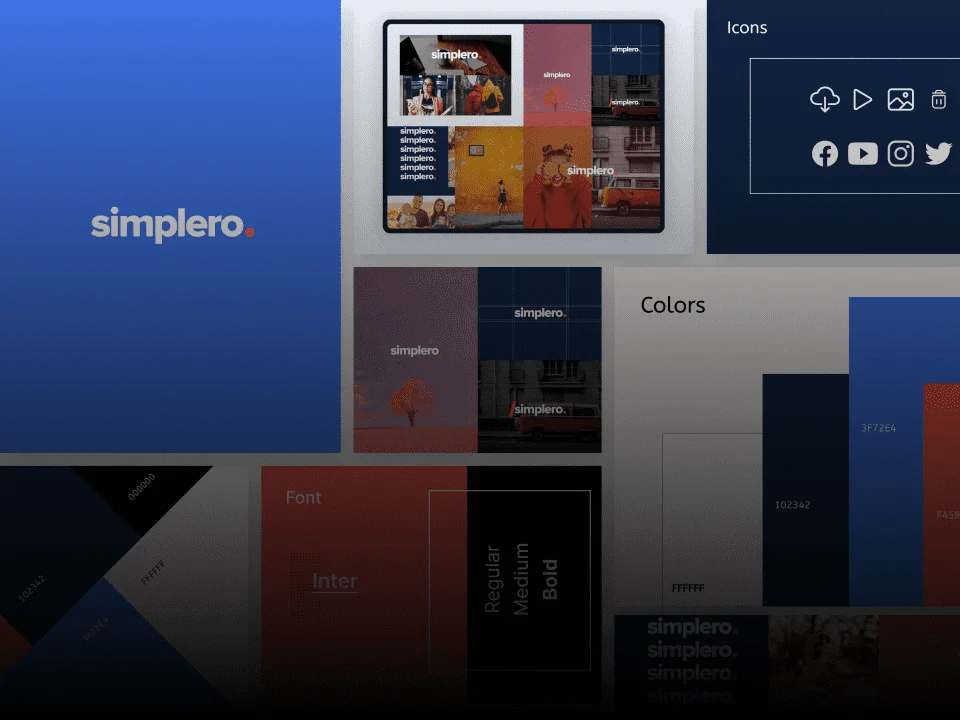 simplero.
simplero
simplero
simplero.
simplero.
simplero.
simplero.
simplero.
simplero.
simplero.
simplero.
simplero
Icons
simplero
simplero.
simplero.
Colors
3F72E4
102342
F459
FFFFFF
000000
FFFFFF
102342
3F72E4
Font
Inter
Regular
Medium
Bold
simplero.
simplero.
simplero.
simplero.